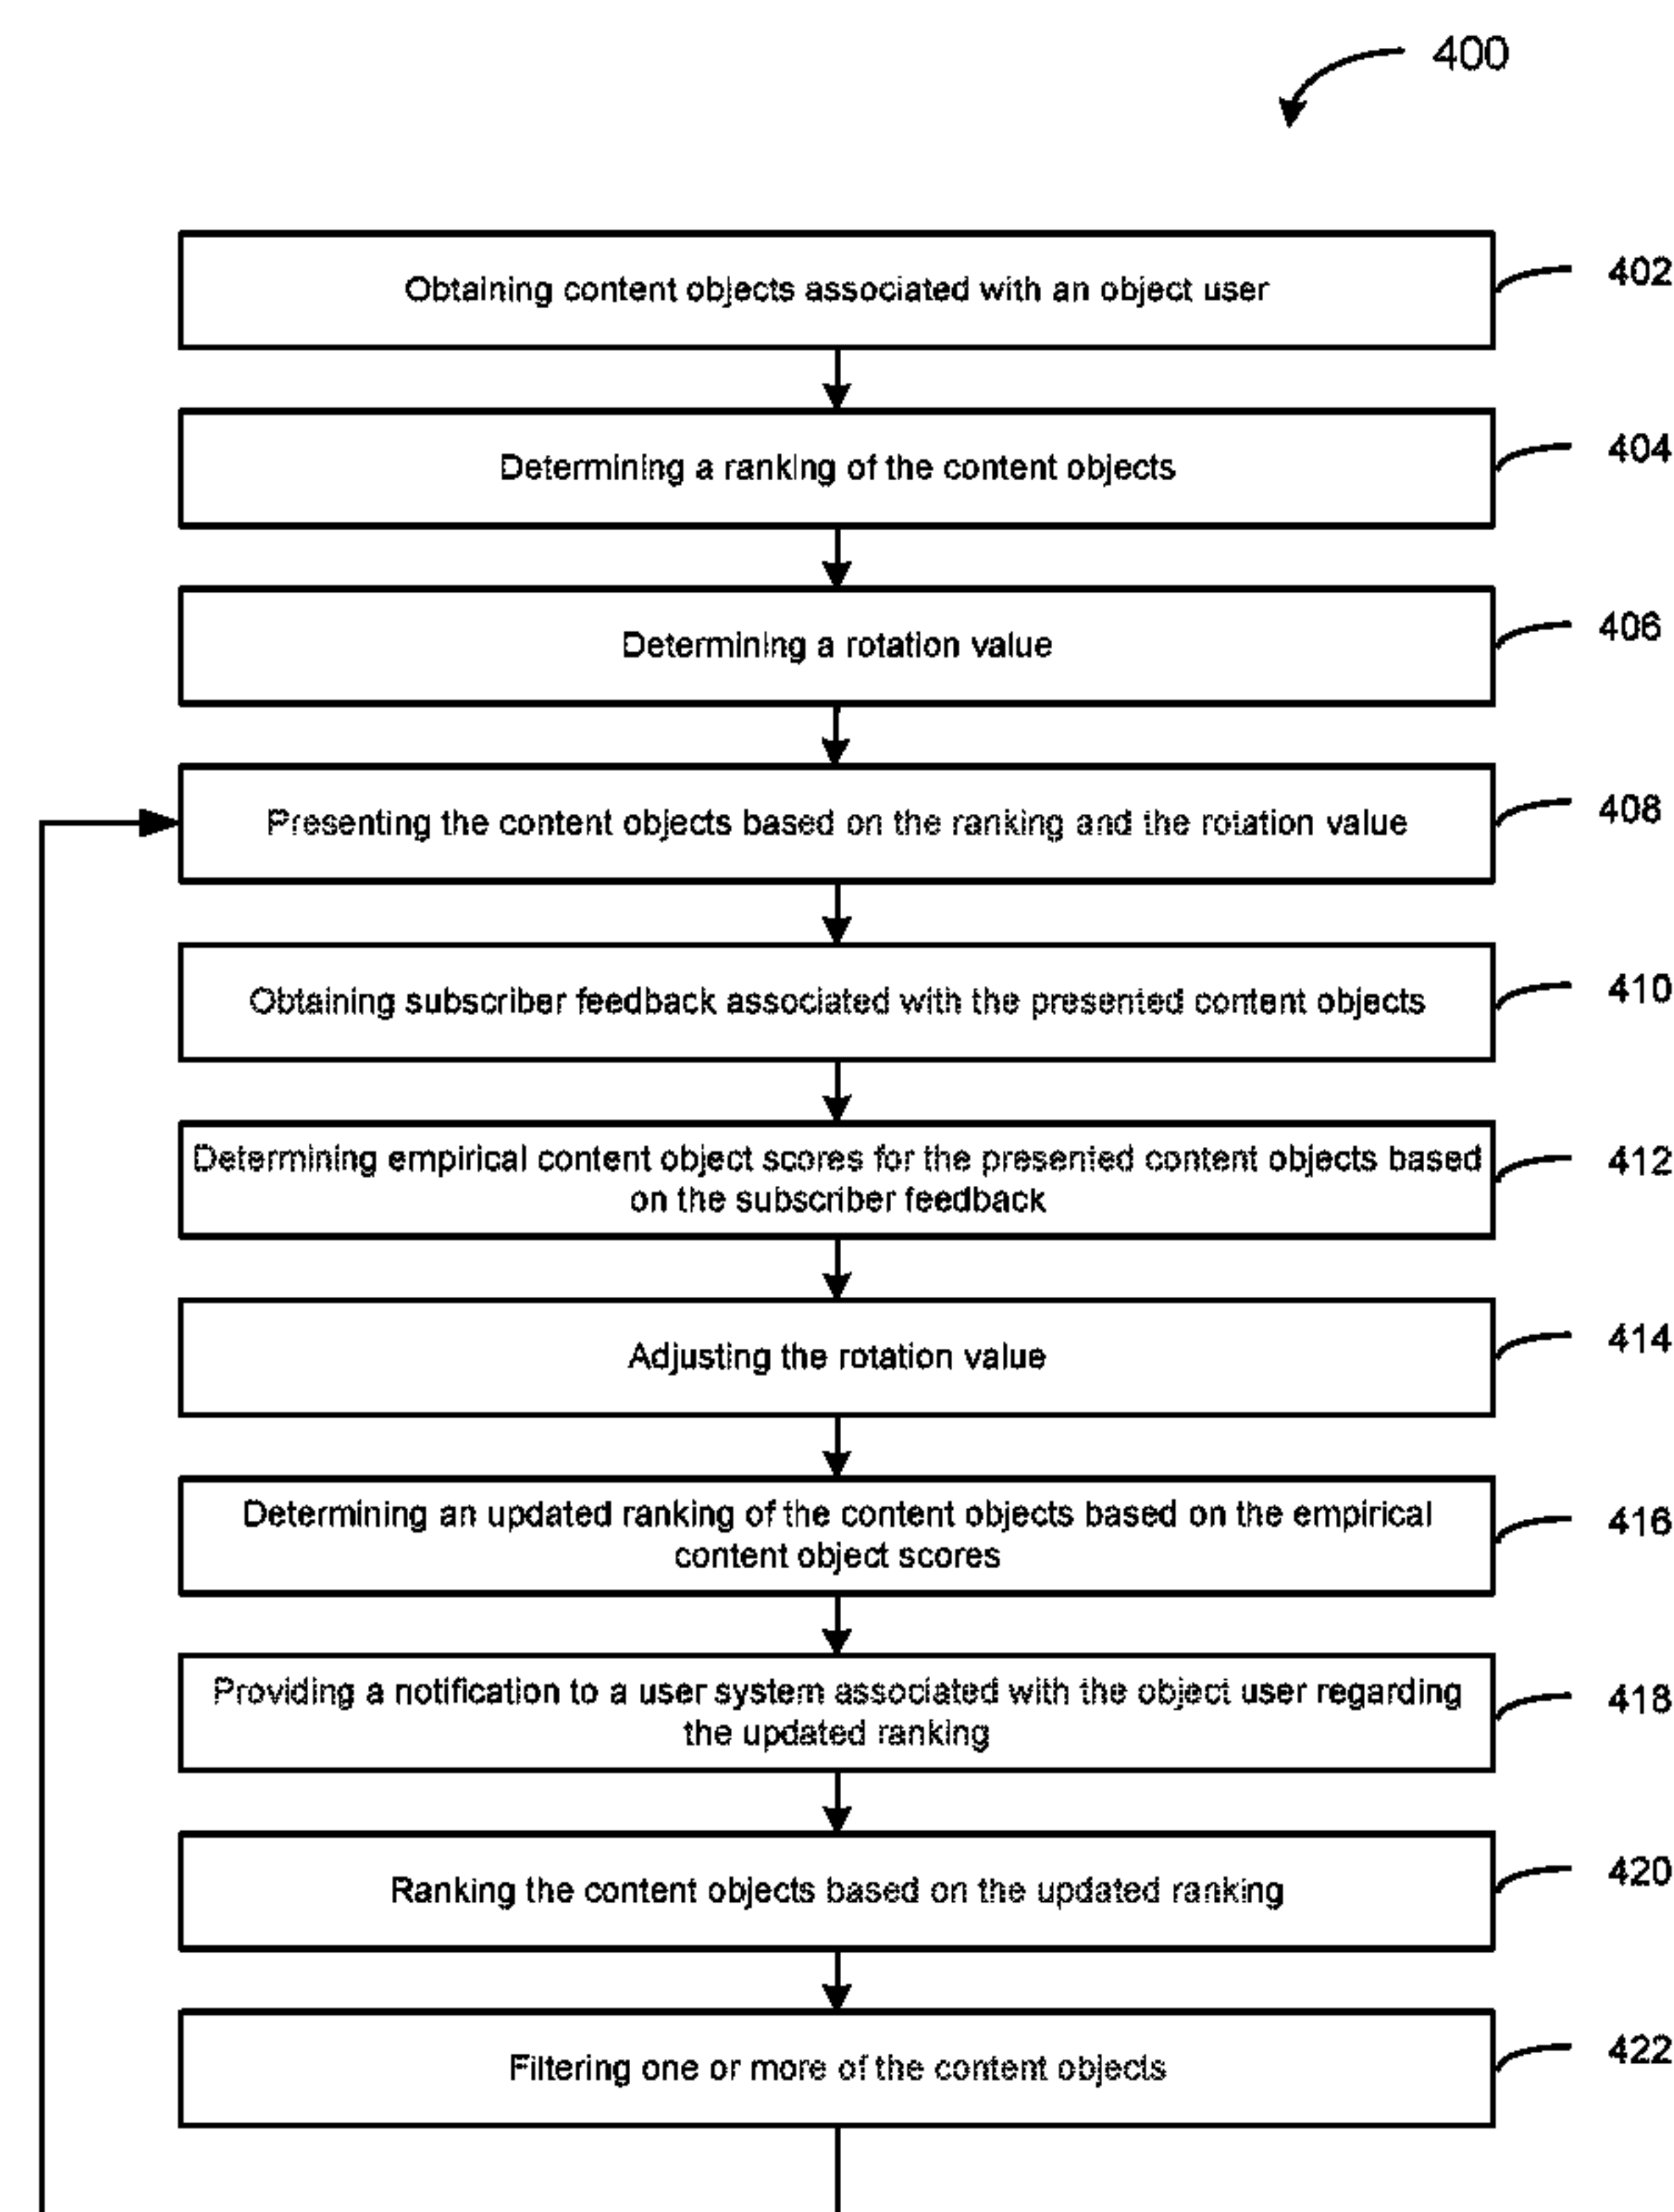 400
Obtaining content objects associated with an object user
402
Determining a ranking of the content objects
404
Determining a rotation value
406
Presenting the content objects based on the ranking and the rotation value
408
Obtaining subscriber feedback associated with the presented content objects
410
Determining empirical content object scores for the presented content objects based
on the subscriber feedback
412
Adjusting the rotation value
414
Determining an updated ranking of the content objects based on the empirical
content object scores
416
Providing a notification to a user system associated with the object user regarding
the updated ranking
418
Ranking the content objects based on the updated ranking
420
Filtering one or more of the content objects
422